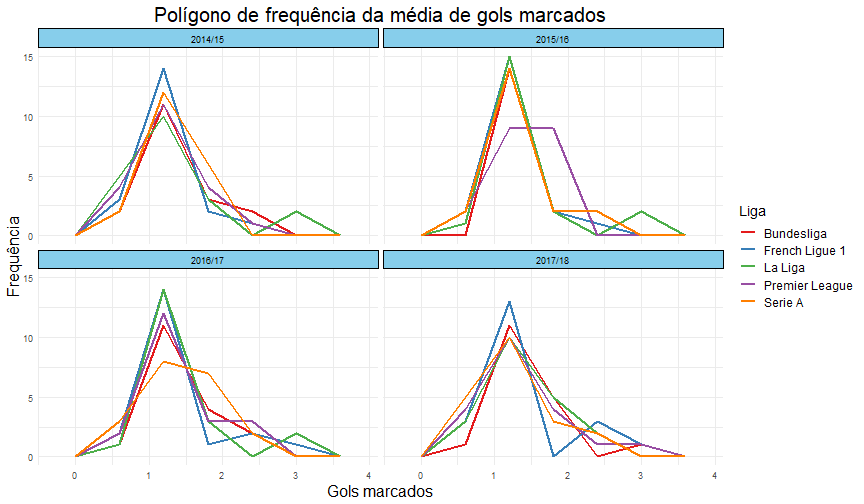 Polígono de frequência da média de gols marcados
2014/15
2015/16
15
10
5
0
Frequência
2016/17
2017/18
15
10
5
0
0 1 2 3 4
0 1 2 3 4
Gols marcados
Liga
Bundesliga
French Ligue 1
La Liga
Premier League
Serie A